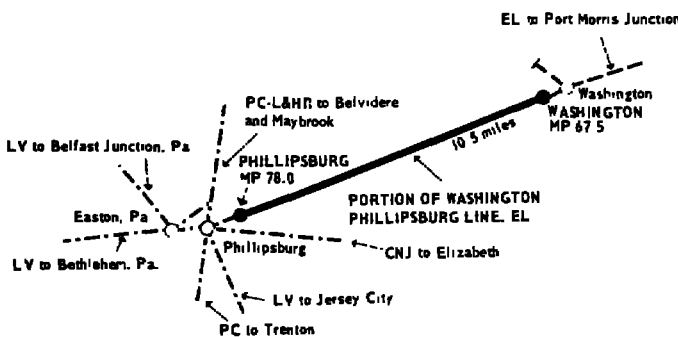 EL to Port Morris Junction
PC-L&HR to Belvidere
and Maybrook
Washington
WASHINGTON
MP 67 5
10 5 miles
LV to Belfast Junction, Pa
PHILLIPSBURG
MP 78.0
PORTION OF WASHINGTON
PHILLIPSBURG LINE, EL
Easton, Pa
Phillipsburg
CNJ to Elizabeth
LV to Bethlehem, Pa.
LV to Jersey City
PC to Trenton